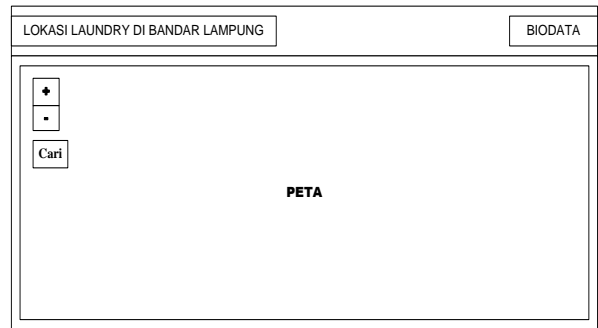 LOKASI LAUNDRY DI BANDAR LAMPUNG
BIODATA
+
-
Cari
PETA